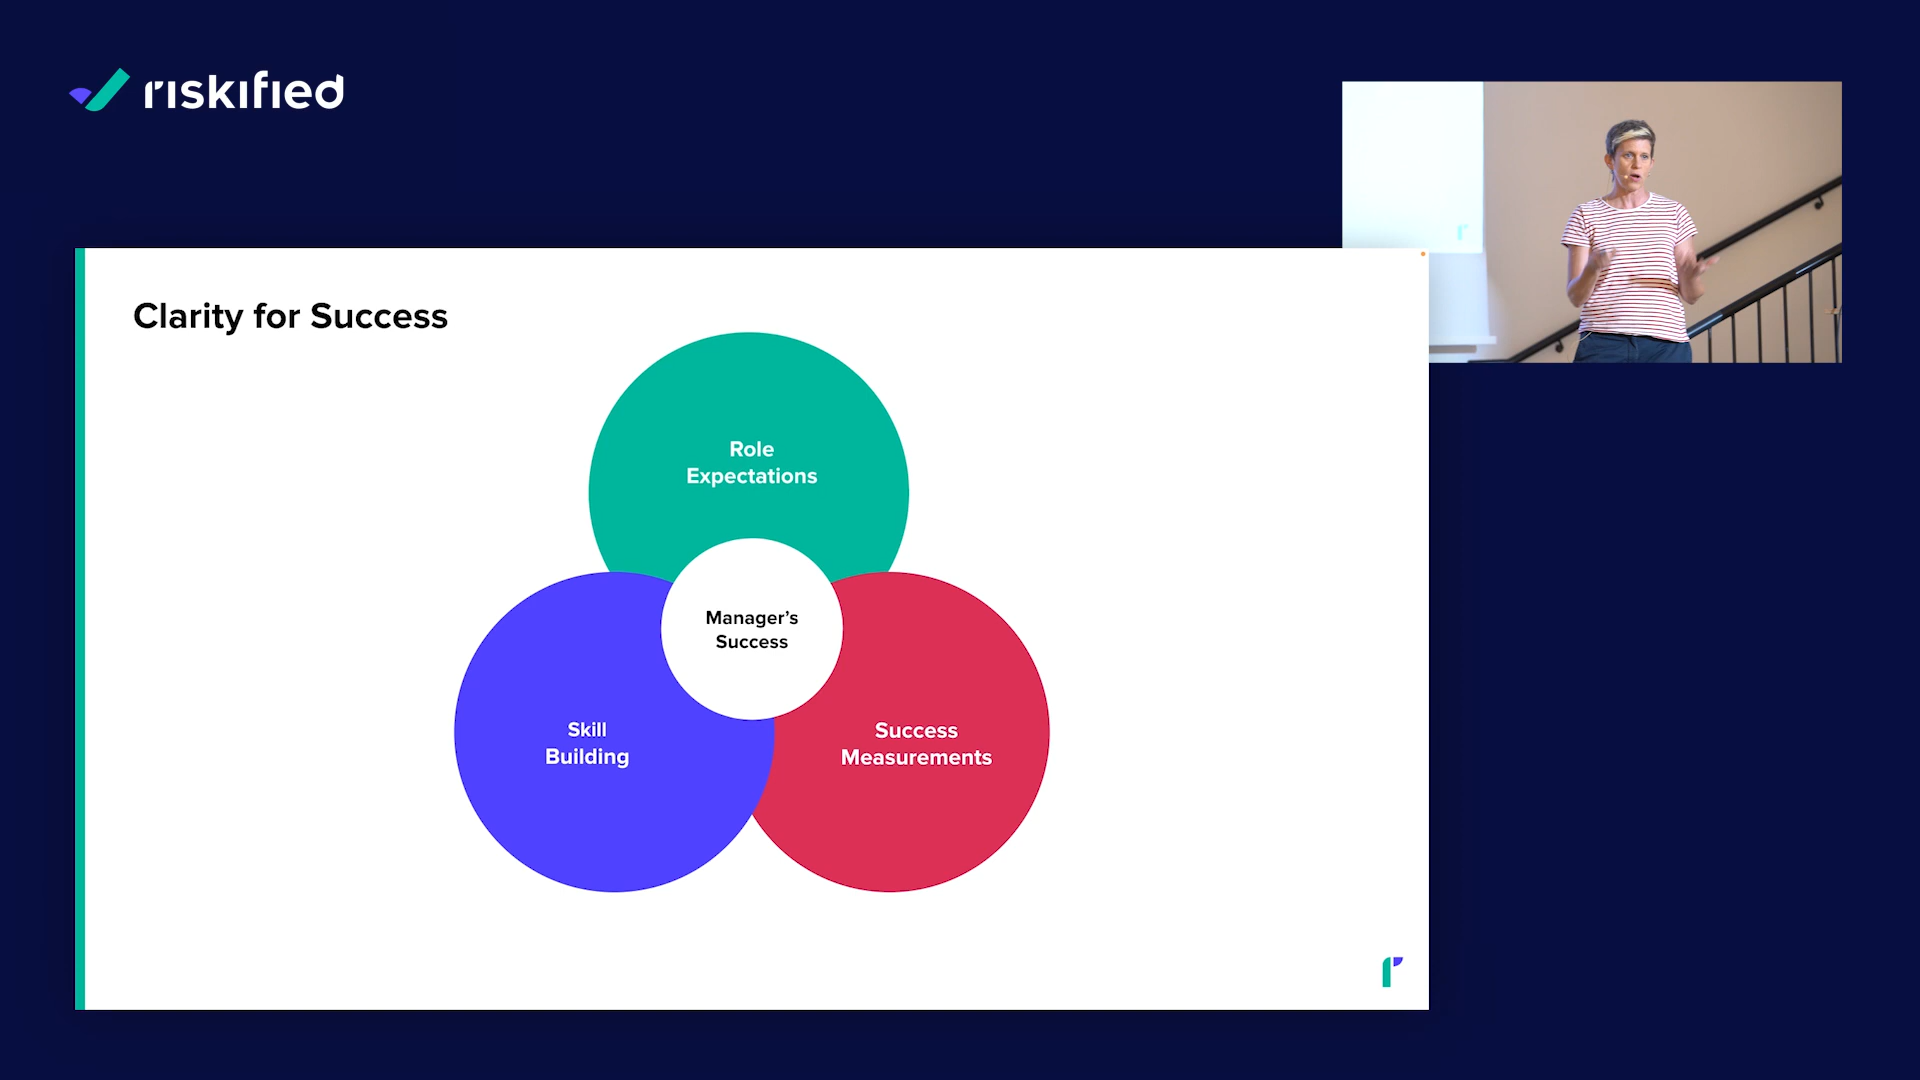 riskified
Clarity for Success
Role
Expectations
Manager's
Success
Skill
Building
Success
Measurements